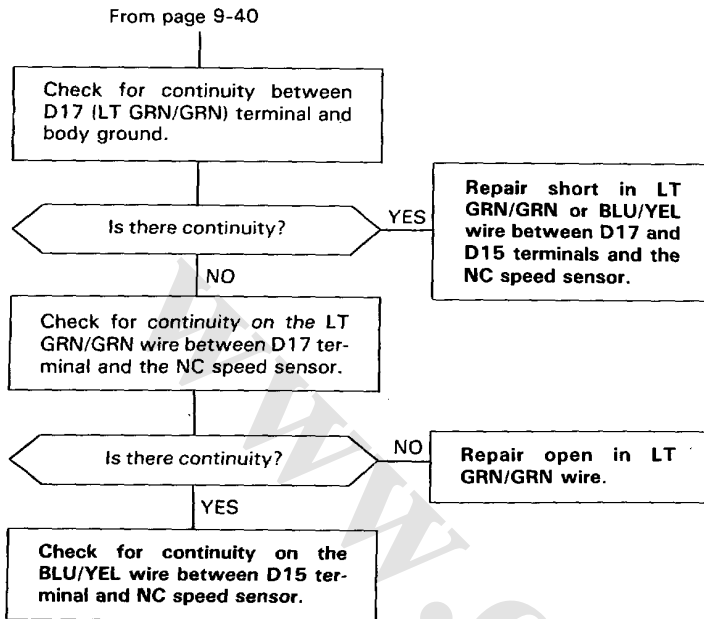 From page 9-40
Check for continuity between
D17 (LT GRN/GRN) terminal and
body ground.
Is there continuity?
YES
Repair short in LT
GRN/GRN or BLU/YEL
wire between D17 and
D15 terminals and the
NC speed sensor.
NO
Check for continuity on the LT
GRN/GRN wire between D17 ter-
minal and the NC speed sensor.
Is there continuity?
NO
Repair open in LT
GRN/GRN wire.
YES
Check for continuity on the
BLU/YEL wire between D15 ter-
minal and NC speed sensor.
www.